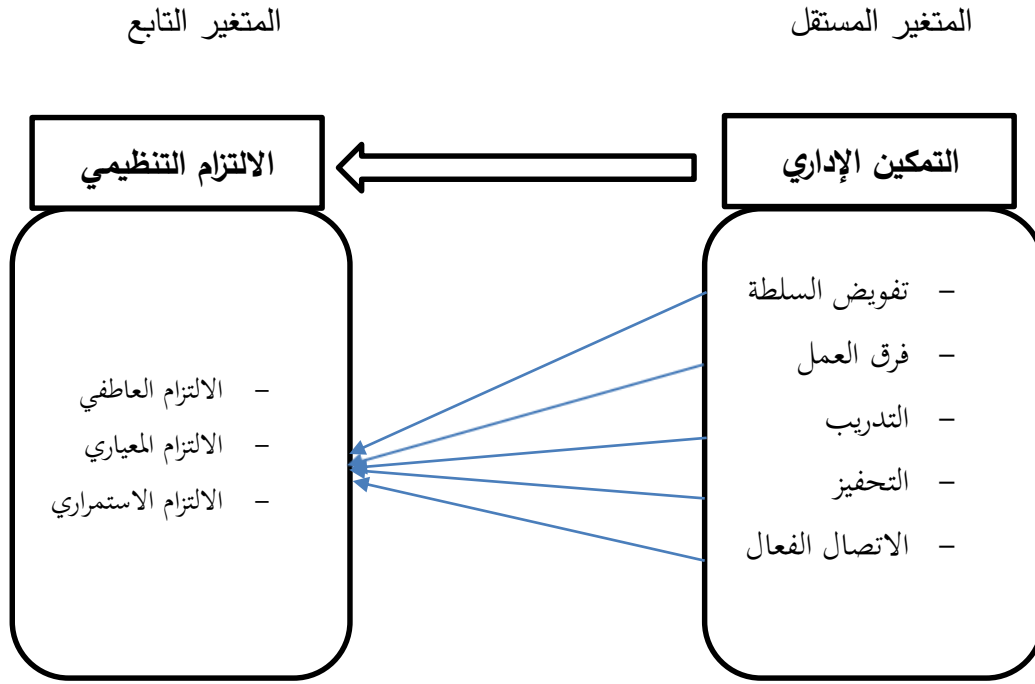 المتغير المستقل
المتغير التابع
التمكين الإداري
الالتزام التنظيمي
- تفويض السلطة
- فرق العمل
- التدريب
- التحفيز
- الاتصال الفعال
- الالتزام العاطفي
- الالتزام المعياري
- الالتزام الاستمراري